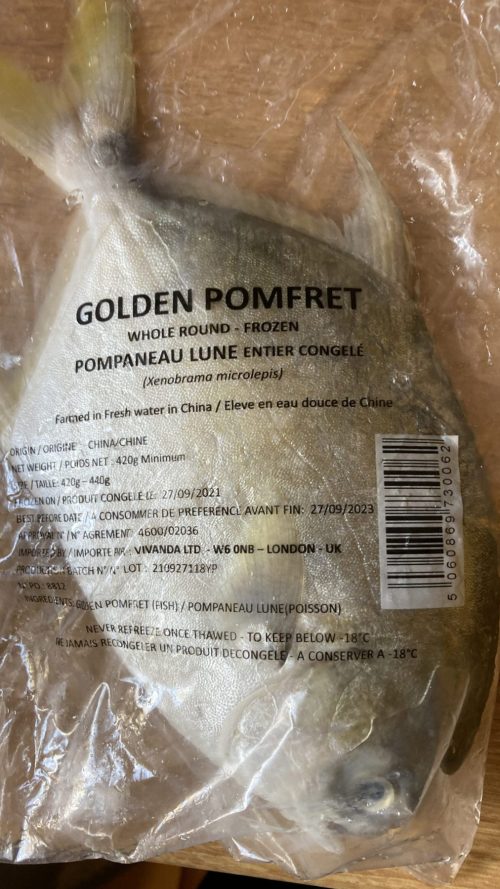 GOLDEN POMFRET
WHOLE ROUND - FROZEN
POMPANEAU LUNE ENTIER CONGELÉ
(Xenobrama microlepis)
Farmed in Fresh water in China / Eleve en eau douce de Chine
ORIGIN / ORIGINE CHINA/CHINE
NET WEIGHT / PUIDS NET : 420g Minimum
/TAILLE: 420g – 440g
FROZEN ON / PRODUIT CONGELÉ LE: 27/09/2021
BEST BEFORE DATE / A CONSOMMER DE PREFERENCE AVANT FIN: 27/09/2023
APPROVAL N°/N° AGREMENT: 4600/02036
IMPORTED BY / IMPORTE PAR : VIVANDA LTD - W6 0NB – LONDON - UK
PRODUCTION BATCH N°/N° LOT : 210927118YP
8812
INGREDIENTS: GOLDEN POMFRET (FISH) / POMPANEAU LUNE(POISSON)
NEVER REFREEZE ONCE THAWED - TO KEEP BELOW -18°C
NE JAMAIS RECONGELER UN PRODUIT DECONGELÉ - A CONSERVER A -18°C
5 060869 730062